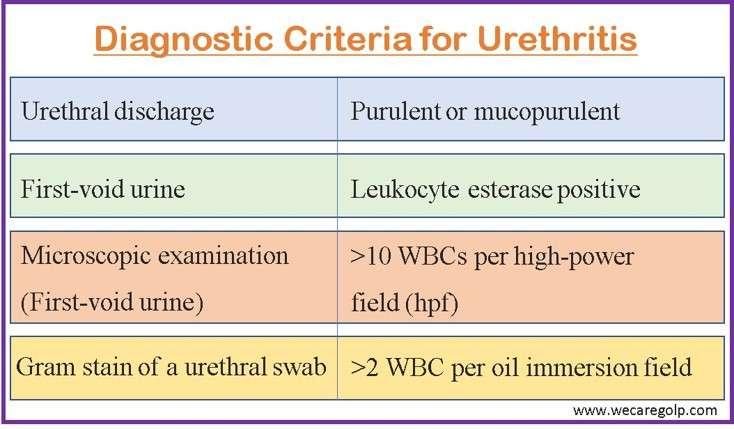 Diagnostic Criteria for Urethritis
Urethral discharge
Purulent or mucopurulent
First-void urine
Leukocyte esterase positive
Microscopic examination
(First-void urine)
>10 WBCs per high-power
field (hpf)
Gram stain of a urethral swab
>2 WBC per oil immersion field
www.wecaregolp.com